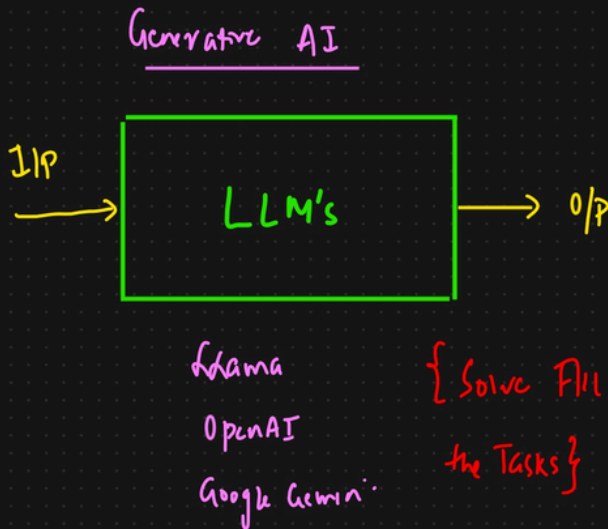 Generative AI
I/P
LLM's
O/P
Llama
OpenAI
Google Gemini
{Solve All
the Tasks}